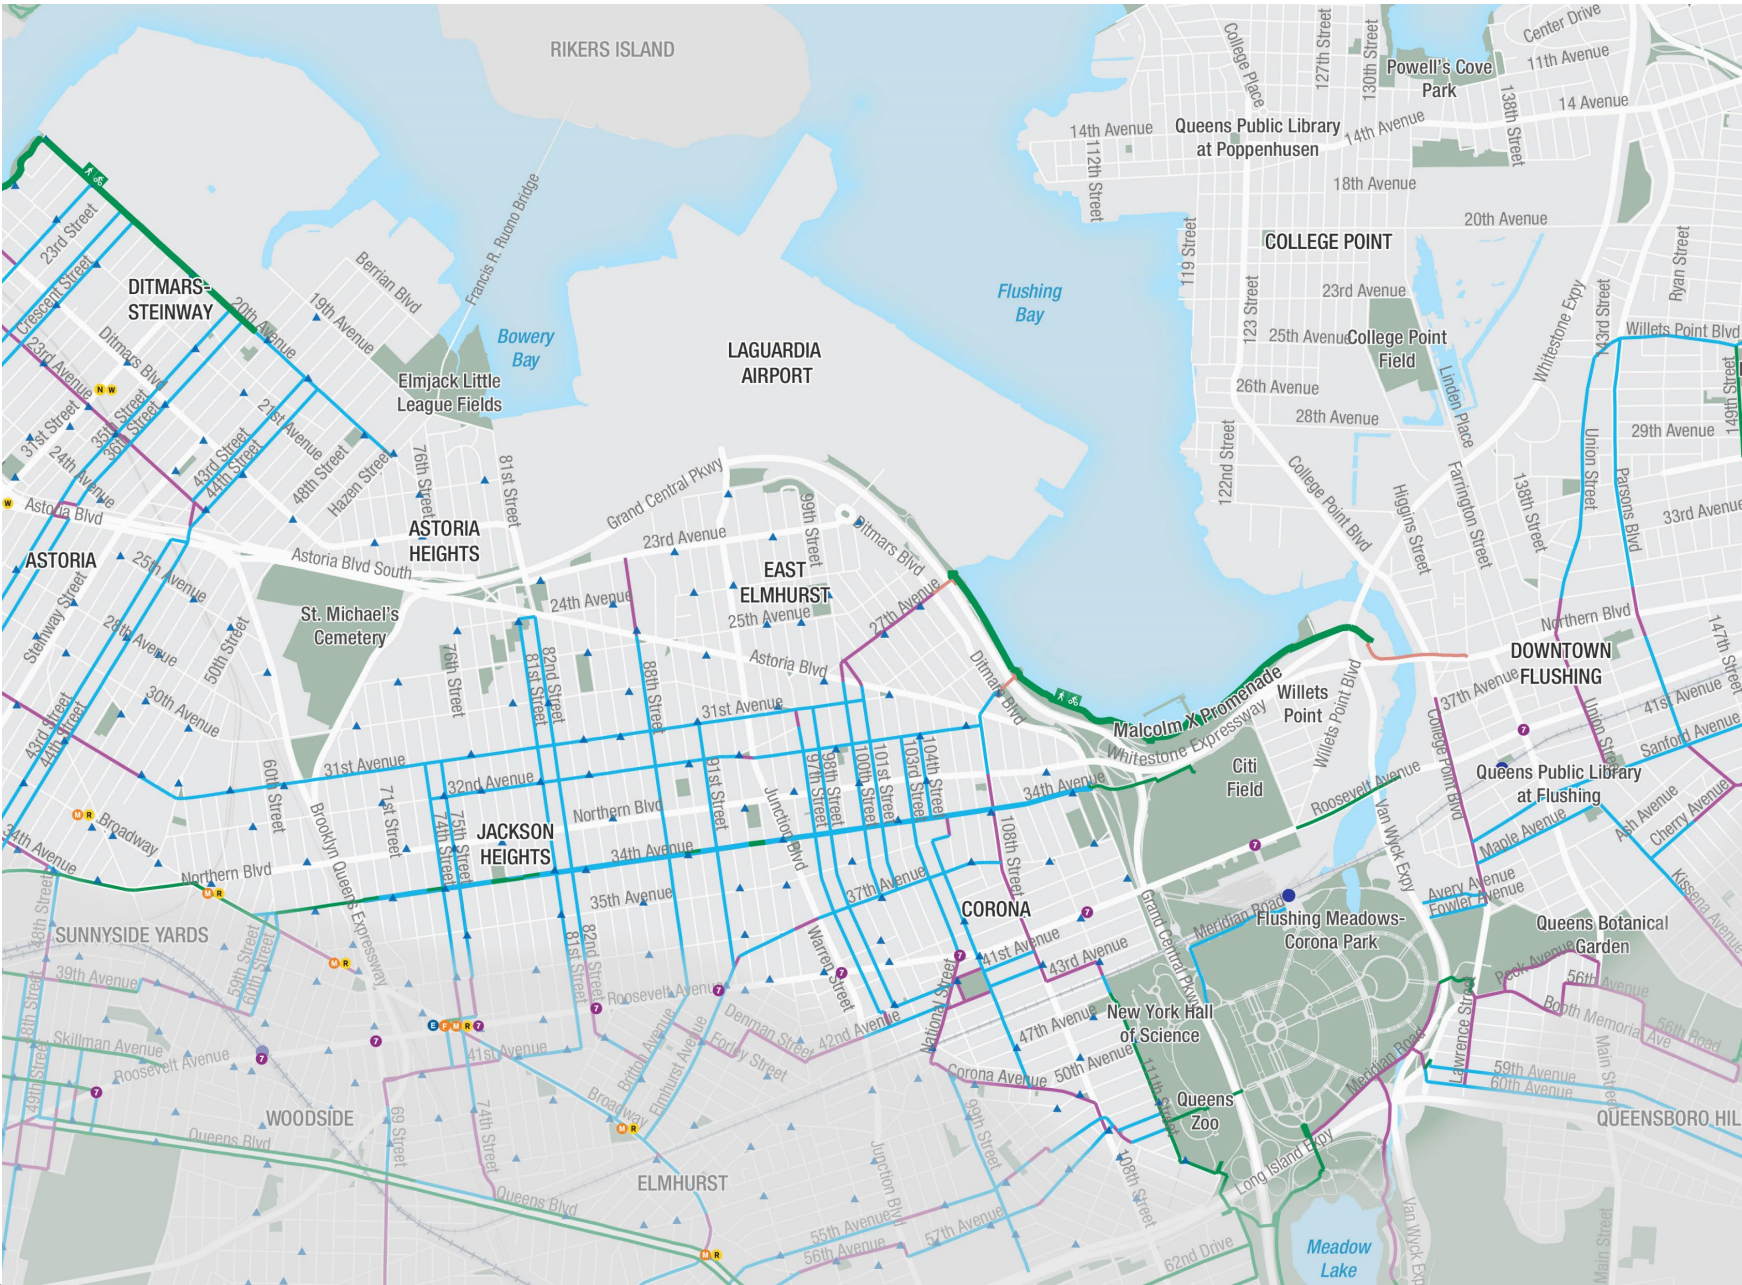 RIKERS ISLAND
College Place
127th Street
130th Street
Center Drive
11th Avenue
Powell's Cove
Park
138th Street
14 Avenue
14th Avenue
Queens Public Library
at Poppenhusen
14th Avenue
112th Street
18th Avenue
20th Avenue
119 Street
COLLEGE POINT
Ryan Street
Francis R. Ruono Bridge
23rd Street
Crescent Street
DITMARS-
STEINWAY
20th Avenue
19th Avenue
Berrian Blvd
Flushing
Bay
23rd Avenue
123 Street
25th Avenue
College Point
Field
Whitestone Expy
143rd Street
Willets Point Blvd
149th Street
Bowery
Bay
LAGUARDIA
AIRPORT
Ditmars Blvd
23rd Avenue
N W
Elmjack Little
League Fields
26th Avenue
28th Avenue
Linden Place
29th Avenue
31st Street
35th Street
36th Street
21st Avenue
24th Avenue
43rd Street
44th Street
48th Street
Hazen Street
76th Street
81st Street
Grand Central Pkwy
99th Street
122nd Street
College Point Blvd
Higgins Street
Farrington Street
138th Street
Union Street
Parsons Blvd
33rd Avenue
W
Astoria Blvd
ASTORIA
25th Avenue
Astoria Blvd South
ASTORIA
HEIGHTS
23rd Avenue
Ditmars Blvd
EAST
ELMHURST
24th Avenue
25th Avenue
27th Avenue
Steinway Street
28th Avenue
50th Street
St. Michael's
Cemetery
Astoria Blvd
Ditmars Blvd
Northern Blvd
DOWNTOWN
FLUSHING
147th Street
76th Street
81st Street
82nd Street
88th Street
31st Avenue
30th Avenue
43rd Street
44th Street
Malcolm X Promenade
Whitestone Expressway
Willets
Point
Willets Point Blvd
37th Avenue
College Point Blvd
Union Street
41st Avenue
Sanford Avenue
7
31st Avenue
32nd Avenue
60th Street
71st Street
74th Street
75th Street
Northern Blvd
91st Street
Junction Blvd
97th Street
98th Street
100th Street
101st Street
103rd Street
104th Street
34th Avenue
Citi
Field
Roosevelt Avenue
Van Wyck Expy
Queens Public Library
at Flushing
Ash Avenue
Cherry Avenue
Maple Avenue
M R
Broadway
34th Avenue
Brooklyn Queens Expressway
JACKSON
HEIGHTS
34th Avenue
108th Street
7
Northern Blvd
M R
35th Avenue
37th Avenue
CORONA
7
Grand Central Pkwy
Meridian Road
Flushing Meadows-
Corona Park
Avery Avenue
Fowler Avenue
Kissena Avenue
Queens Botanical
Garden
48th Street
SUNNYSIDE YARDS
59th Street
60th Street
M R
81st Street
82nd Street
Warren Street
7
National Street
7
41st Avenue
43rd Avenue
Peck Avenue
56th Avenue
Booth Memorial
Ave
56th Road
39th Avenue
48th Street
7
Roosevelt Avenue
7
Denman Street
42nd Avenue
Forley Street
47th Avenue
New York Hall
of Science
Lawrence Street
Main Street
Skillman Avenue
Roosevelt Avenue
E F M R 7
7
7
41st Avenue
Britton Avenue
Elmhurst Avenue
Corona Avenue
50th Avenue
111th Street
Meridian Road
59th Avenue
60th Avenue
49th Street
7
WOODSIDE
69 Street
74th Street
Broadway
M R
99th Street
Queens
Zoo
QUEENSBORO HIL
Queens Blvd
ELMHURST
Junction Blvd
108th Street
Long Island Expy
Queens Blvd
55th Avenue
56th Avenue
57th Avenue
62nd Drive
Van Wyck Exp
Main Street
M R
Meadow
Lake